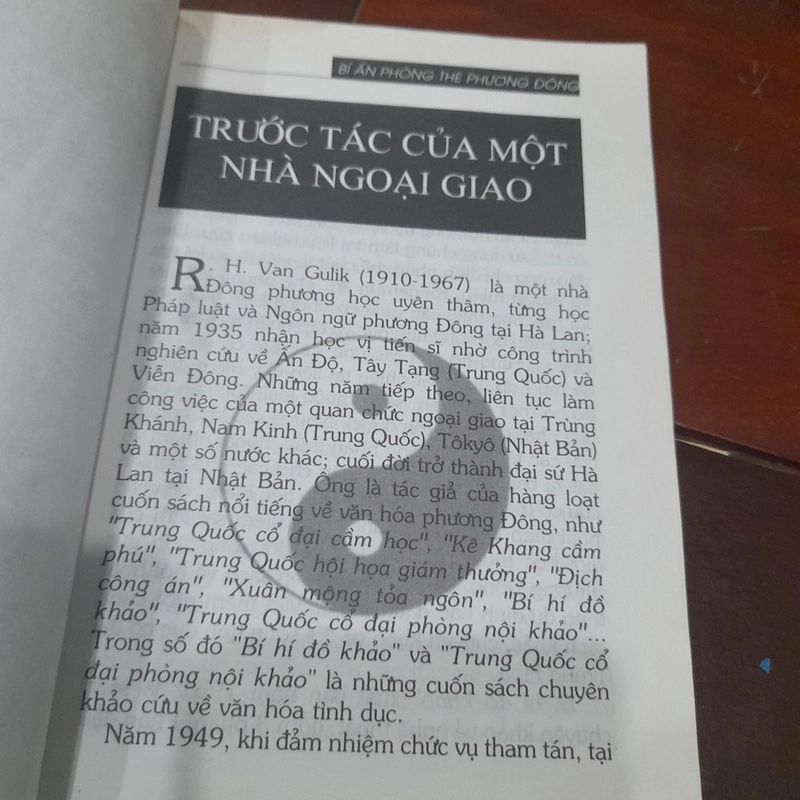 BÍ ẨN PHÒNG THE PHƯƠNG ĐÔNG
TRƯỚC TÁC CỦA MỘT
NHÀ NGOẠI GIAO
R. H. Van Gulik (1910-1967) là một nhà
Đông phương học uyên thâm, từng học
Pháp luật và Ngôn ngữ phương Đông tại Hà Lan;
năm 1935 nhận học vị tiến sĩ nhờ công trình
nghiên cứu về Ấn Độ, Tây Tạng (Trung Quốc) và
Viễn Đông. Những năm tiếp theo, liên tục làm
công việc của một quan chức ngoại giao tại Trùng
Khánh, Nam Kinh (Trung Quốc), Tôkyô (Nhật Bản)
và một số nước khác; cuối đời trở thành đại sứ Hà
Lan tại Nhật Bản. Ông là tác giả của hàng loạt
cuốn sách nổi tiếng về văn hóa phương Đông, như
"Trung Quốc cổ đại cầm học", "Kê Khang cầm
phú", "Trung Quốc hội họa giám thưởng", "Địch
công án", "Xuân mộng tỏa ngôn", "Bí hí đồ
khảo", "Trung Quốc cổ đại phòng nội khảo"...
Trong số đó "Bí hí đồ khảo" và "Trung Quốc cổ
đại phòng nội khảo" là những cuốn sách chuyên
khảo cứu về văn hóa tình dục.
Năm 1949, khi đảm nhiệm chức vụ tham tán, tại